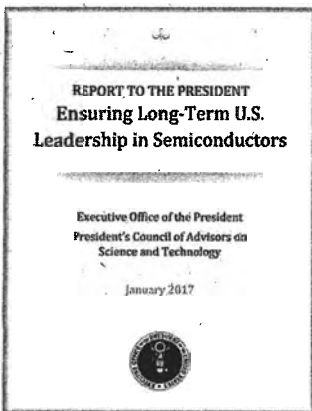 REPORT TO THE PRESIDENT
Ensuring Long-Term U.S.
Leadership in Semiconductors
Executive Office of the President
President's Council of Advisors on
Science and Technology
January 2017